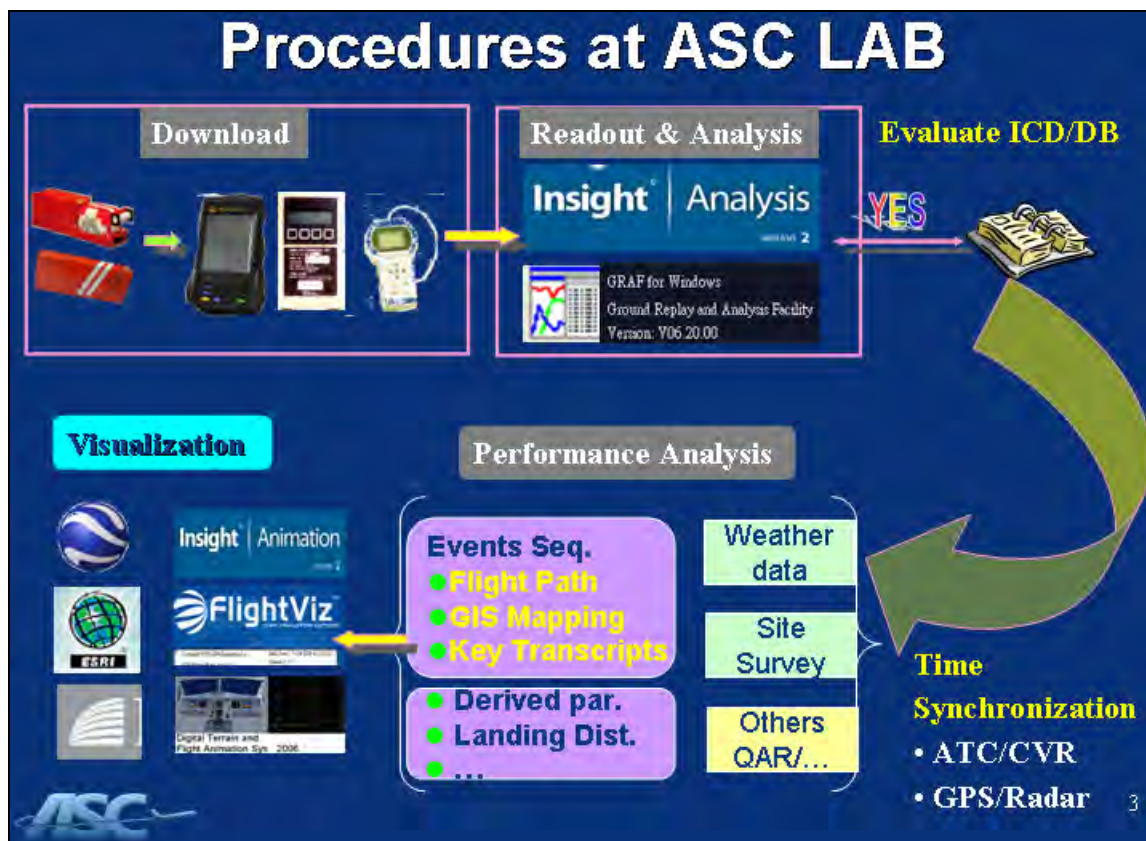 Procedures at ASC LAB
Download
Readout & Analysis
Evaluate ICD/DB
Insight | Analysis
version 2
YES
GRAF for Windows
Ground Replay and Analysis Facility
Version: V06.20.00
Visualization
Performance Analysis
Insight | Animation
FlightViz
ESRI
Digital Terrain and
Flight Animation Sys. 2006
Events Seq.
• Flight Path
• GIS Mapping
• Key Transcripts
• Derived par.
• Landing Dist.
• ...
Weather
data
Site
Survey
Others
QAR/...
Time
Synchronization
• ATC/CVR
• GPS/Radar
ASC
3